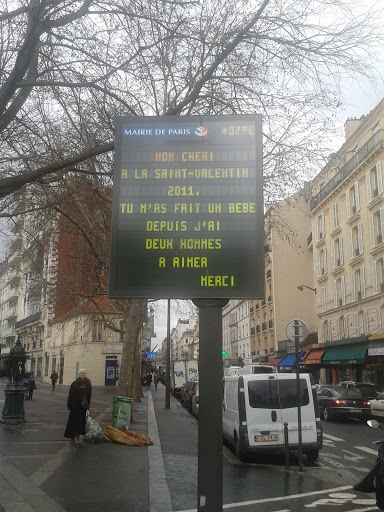 MAIRIE DE PARIS
MON CHERI
A LA SAINT-VALENTIN
2011,
TU M'AS FAIT UN BEBE
DEPUIS J'AI
DEUX HOMMES
A AIMER
MERCI